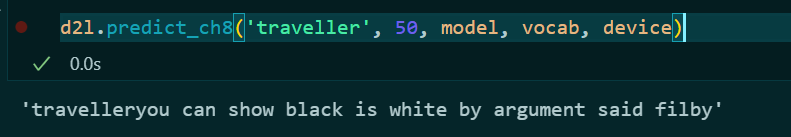 d2l.predict_ch8('traveller', 50, model, vocab, device)
0.0s
'travelleryou can show black is white by argument said filby'